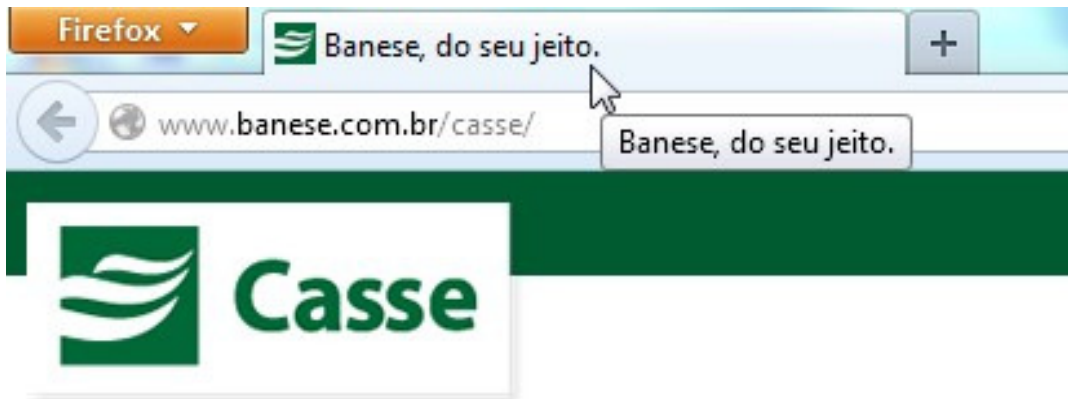 Firefox
Banese, do seu jeito.
www.banese.com.br/casse/
Banese, do seu jeito.
Casse